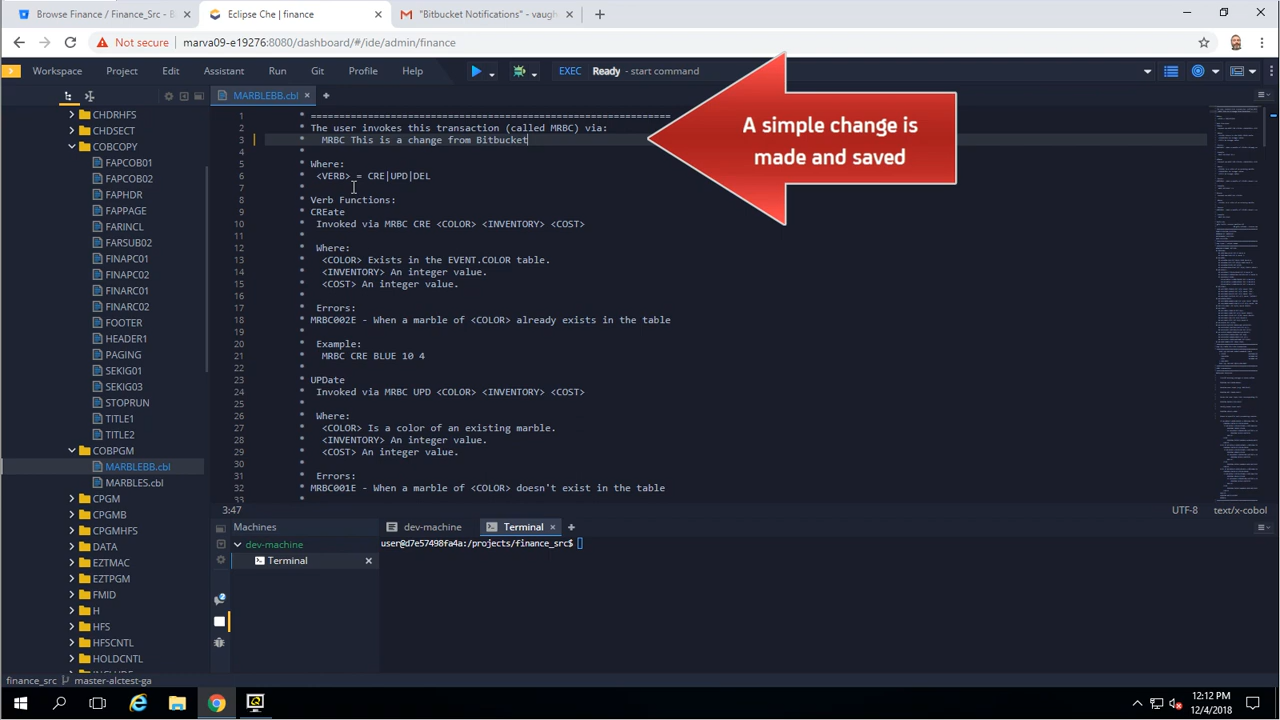 Browse Finance / Finance_Src - B
Eclipse Che | finance
"Bitbucket Notifications" - vaugh
Not secure
marva09-e19276:8080/dashboard/#/ide/admin/finance
Workspace Project Edit Assistant Run Git Profile Help
EXEC Ready - start command
MARBLEBB.cbl
CHDRHFS
CHDSECT
COBCOPY
FAPCOB01
FAPCOB02
FAPHDR
FAPPAGE
FARINCL
FARSUB02
FINAPC01
FINAPC02
FINARC01
FINARC02
FOOTER
HEADER1
PAGING
SEKIG01
SEKIG03
STOPRUN
TITLE1
TITLE2
COBPGM
MARBLEBB.cbl
MARBLES.cbl
CPGM
CPGMB
CPGMHFS
DATA
EZTMAC
EZTPGM
FMID
H
HFS
HFSCNTL
HOLDCNTL
1 * =========================================================
2 * The user invokes this transaction (called MRBC) via:
3 * MRBC This is a demo from Bitbucket
4 *
5 * Where:
6 * <VERB> is CRE|UPD|DEL
7 *
8 * Verb Functions:
9 * CREate
10 * Invoked via MRBC CRE <COLOR> <INVENTORY> <COST>
11 *
12 * Where:
13 * <COLOR> Exists in the EVENT.COLOR table.
14 * <INVENTORY> An integer value.
15 * <COST> An integer value.
16 *
17 * Errors:
18 * MRBC002E - When a marble of <COLOR> already exists in the table
19 *
20 * Example:
21 * MRBC CRE BLUE 10 4
22 *
23 * UPDate
24 * Invoked via MRBC UPD <COLOR> <INVENTORY> <COST>
25 *
26 * Where:
27 * <COLOR> Is a color of an existing marble.
28 * <INVENTORY> An integer value.
29 * <COST> An integer value.
30 *
31 * Errors:
32 * MRBC001E - When a marble of <COLOR> does not exist in the table
33 *
A simple change is
made and saved
3:47
UTF-8 text/x-cobol
Machines
dev-machine
Terminal
dev-machine
Terminal
user@d7e57498fa4a:/projects/finance_src$
2
finance_src master-alctest-ga
12:12 PM
12/4/2018